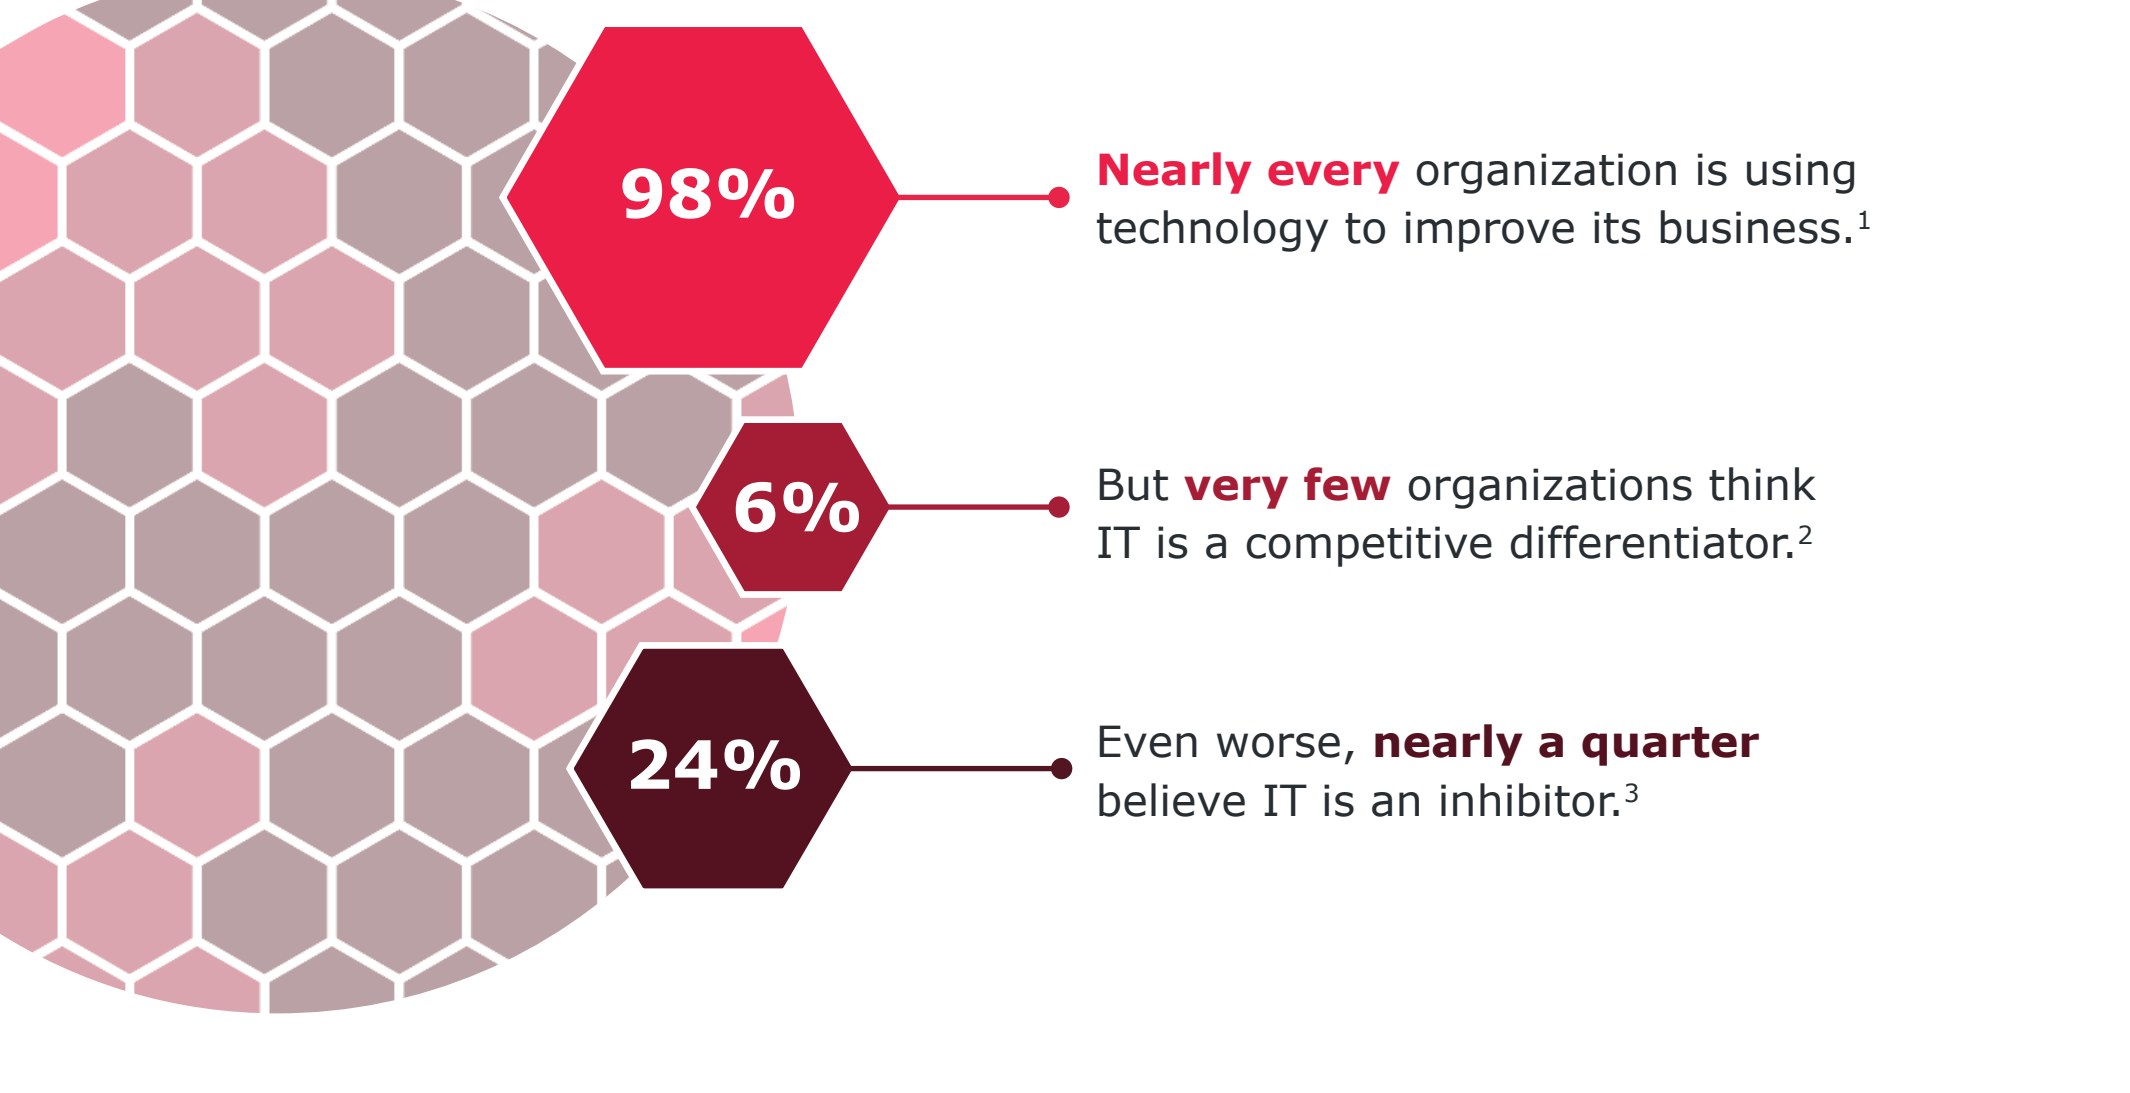 98%
Nearly every organization is using
technology to improve its business.¹
6%
But very few organizations think
IT is a competitive differentiator.²
24%
Even worse, nearly a quarter
believe IT is an inhibitor.³